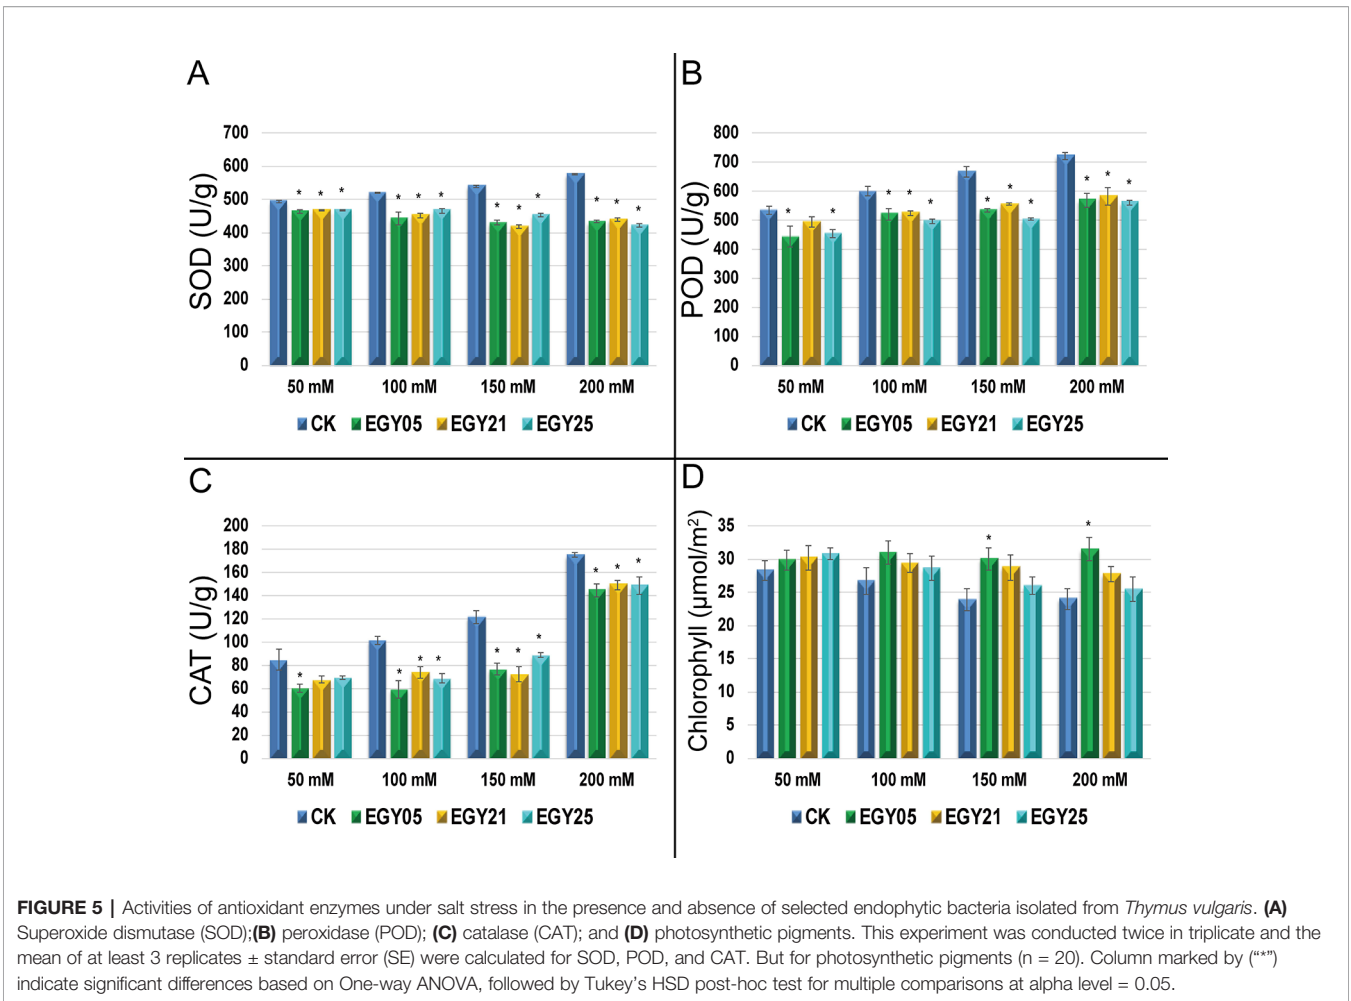 A
SOD (U/g)
700
600
500
400
300
200
100
0
* * *
* * *
* * *
* * *
50 mM 100 mM 150 mM 200 mM
CK EGY05 EGY21 EGY25
B
POD (U/g)
800
700
600
500
400
300
200
100
0
* *
* * *
* * *
* * *
50 mM 100 mM 150 mM 200 mM
CK EGY05 EGY21 EGY25
C
CAT (U/g)
200
180
160
140
120
100
80
60
40
20
0
*
* * *
* * *
* * *
50 mM 100 mM 150 mM 200 mM
CK EGY05 EGY21 EGY25
D
Chlorophyll (µmol/m²)
35
30
25
20
15
10
5
0
*
*
50 mM 100 mM 150 mM 200 mM
CK EGY05 EGY21 EGY25
FIGURE 5 | Activities of antioxidant enzymes under salt stress in the presence and absence of selected endophytic bacteria isolated from Thymus vulgaris. (A)
Superoxide dismutase (SOD);(B) peroxidase (POD); (C) catalase (CAT); and (D) photosynthetic pigments. This experiment was conducted twice in triplicate and the
mean of at least 3 replicates ± standard error (SE) were calculated for SOD, POD, and CAT. But for photosynthetic pigments (n = 20). Column marked by (“*”)
indicate significant differences based on One-way ANOVA, followed by Tukey’s HSD post-hoc test for multiple comparisons at alpha level = 0.05.